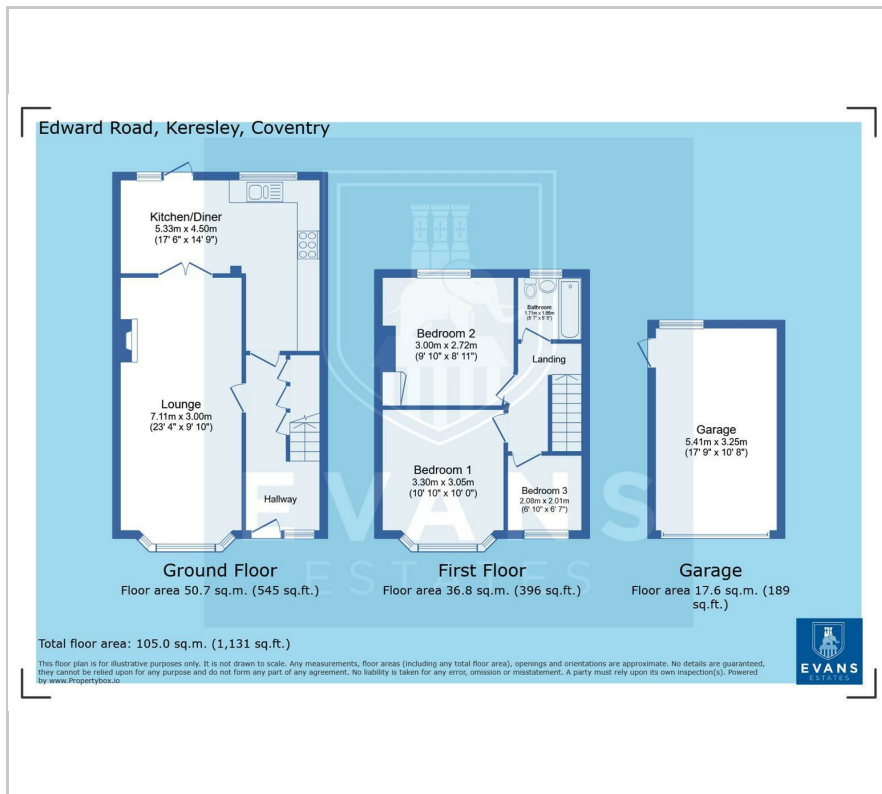 Edward Road, Keresley, Coventry
Kitchen/Diner
5.33m x 4.50m
(17' 6" x 14' 9")
Lounge
7.11m x 3.00m
(23' 4" x 9' 10")
Hallway
Bedroom 2
3.00m x 2.72m
(9' 10" x 8' 11")
Bathroom
(5' 7" x 5' 5")
Landing
Bedroom 1
3.30m x 3.05m
(10' 10" x 10' 0")
Bedroom 3
2.08m x 2.01m
(6' 10" x 6' 7")
Garage
5.41m x 3.25m
(17' 9" x 10' 8")
EVANS
ESTATES
Ground Floor
Floor area 50.7 sq.m. (545 sq.ft.)
First Floor
Floor area 36.8 sq.m. (396 sq.ft.)
Garage
Floor area 17.6 sq.m. (189
sq.ft.)
Total floor area: 105.0 sq.m. (1,131 sq.ft.)
This floor plan is for illustrative purposes only. It is not drawn to scale. Any measurements, floor areas (including any total floor area), openings and orientations are approximate. No details are guaranteed,
they cannot be relied upon for any purpose and do not form any part of any agreement. No liability is taken for any error, omission or misstatement. A party must rely upon its own inspection(s). Powered
by www.Propertybox.io
EVANS
ESTATES